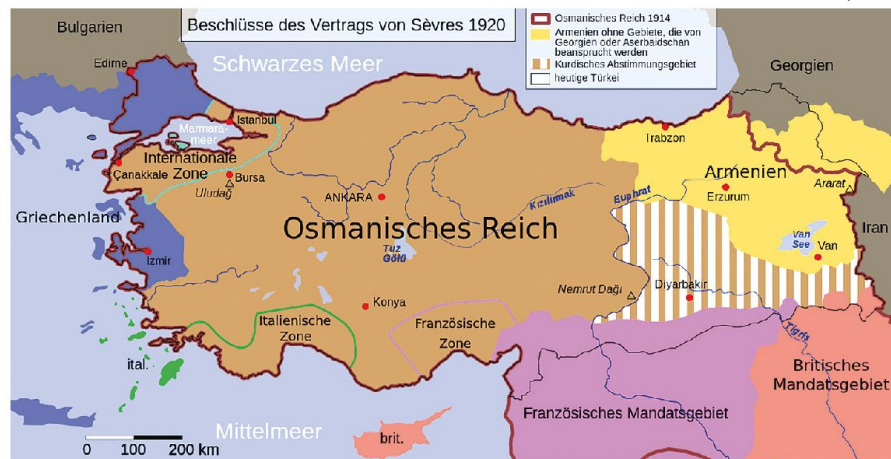 Beschlüsse des Vertrags von Sèvres 1920
Osmanisches Reich 1914
Armenien ohne Gebiete, die von
Georgien oder Aserbaidschan
beansprucht werden
Kurdisches Abstimmungsgebiet
heutige Türkei
Bulgarien
Edirne
Schwarzes Meer
Georgien
Istanbul
Marmara-
meer
Internationale
Zone
Çanakkale
Bursa
Uludağ
Trabzon
Armenien
Erzurum
Ararat
ANKARA
Kızılırmak
Euphrat
Griechenland
Osmanisches Reich
Iran
Van
See
Van
Izmir
Tuz
Gölü
Nemrut Dağı
Diyarbakır
Konya
Italienische
Zone
Französische
Zone
Tigris
ital.
Britisches
Mandatsgebiet
Französisches Mandatsgebiet
Mittelmeer
brit.
0 100 200 km